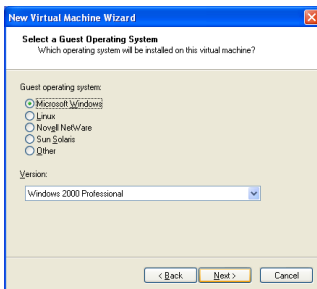 New Virtual Machine Wizard
Select a Guest Operating System
Which operating system will be installed on this virtual machine?
Guest operating system:
Microsoft Windows
Linux
Novell NetWare
Sun Solaris
Other
Version:
Windows 2000 Professional
< Back
Next >
Cancel